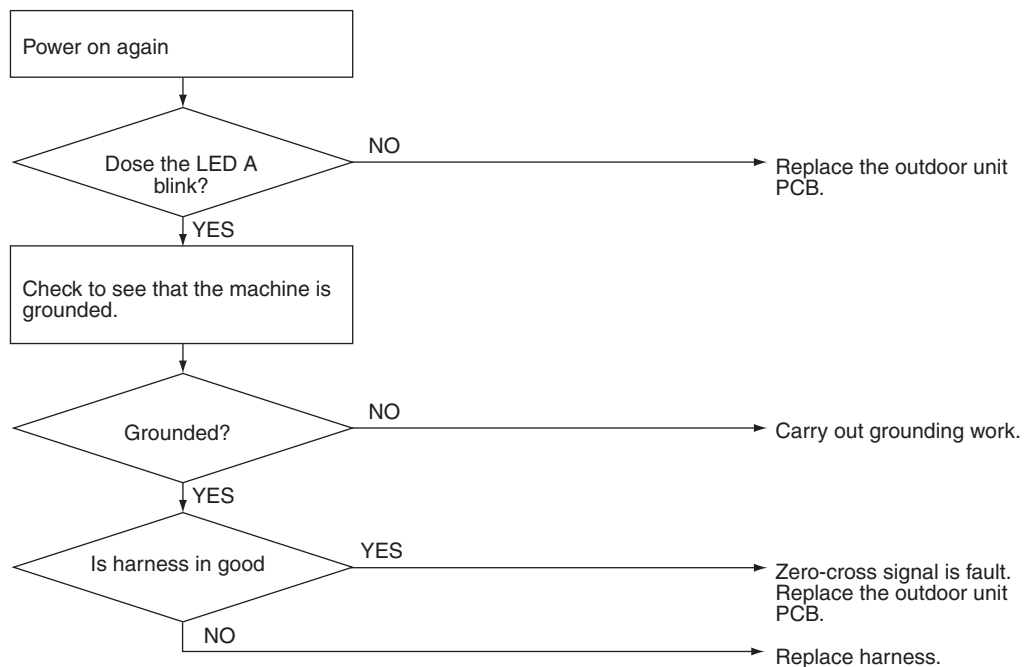 Power on again
Dose the LED A
blink?
NO
Replace the outdoor unit
PCB.
YES
Check to see that the machine is
grounded.
Grounded?
NO
Carry out grounding work.
YES
Is harness in good
YES
Zero-cross signal is fault.
Replace the outdoor unit
PCB.
NO
Replace harness.